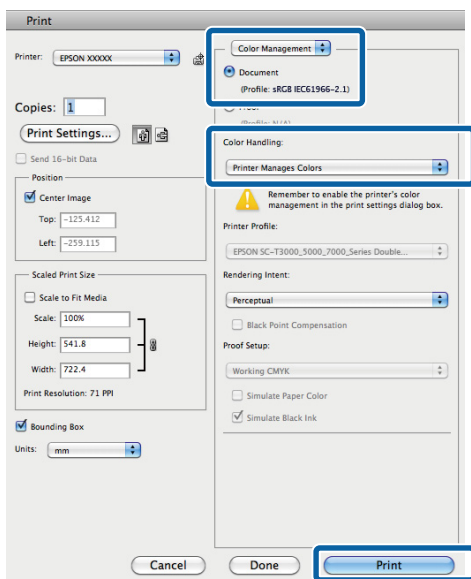 Print
Printer: EPSON XXXXX
Copies: 1
Print Settings...
Send 16-bit Data
Position
Center Image
Top: -125.412
Left: -259.115
Scaled Print Size
Scale to Fit Media
Scale: 100%
Height: 541.8
Width: 722.4
Print Resolution: 71 PPI
Bounding Box
Units: mm
Color Management
Document
(Profile: sRGB IEC61966-2.1)
Color Handling:
Printer Manages Colors
Remember to enable the printer's color
management in the print settings dialog box.
Printer Profile:
EPSON SC-T3000_5000_7000_Series Double...
Rendering Intent:
Perceptual
Black Point Compensation
Proof Setup:
Working CMYK
Simulate Paper Color
Simulate Black Ink
Cancel
Done
Print